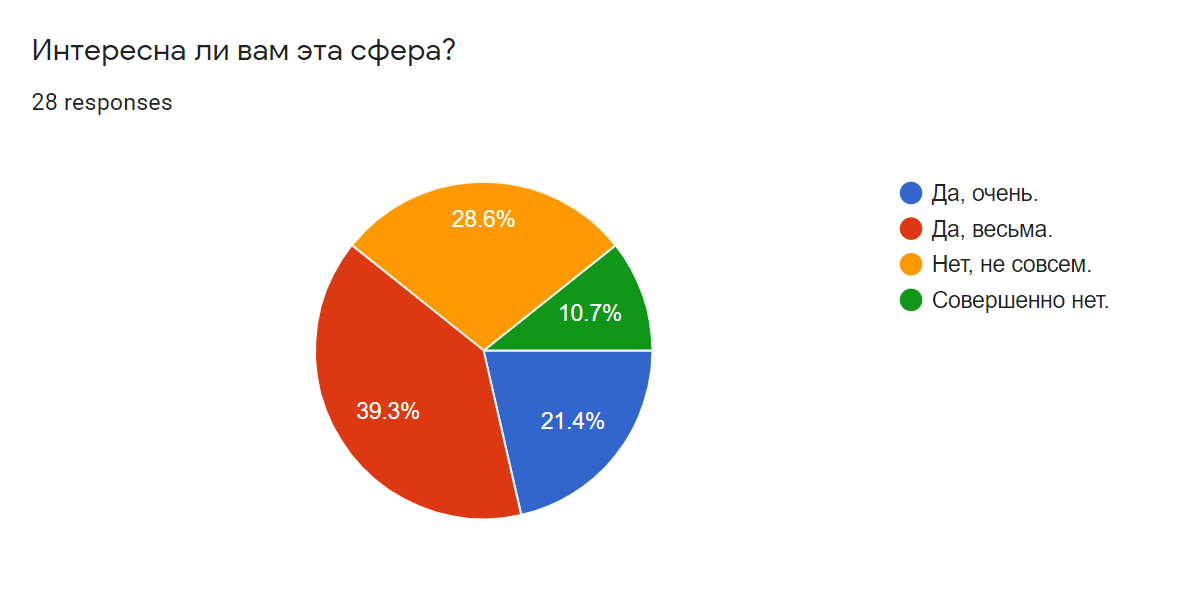 Интересна ли вам эта сфера?
28 responses
28.6%
10.7%
39.3%
21.4%
Да, очень.
Да, весьма.
Нет, не совсем.
Совершенно нет.